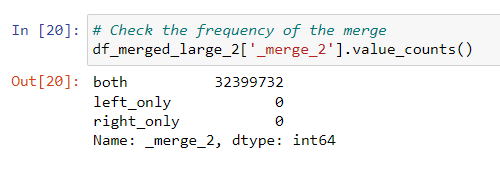 In [20]: # Check the frequency of the merge
df_merged_large_2['_merge_2'].value_counts()
Out[20]: both          32399732
left_only            0
right_only           0
Name: _merge_2, dtype: int64